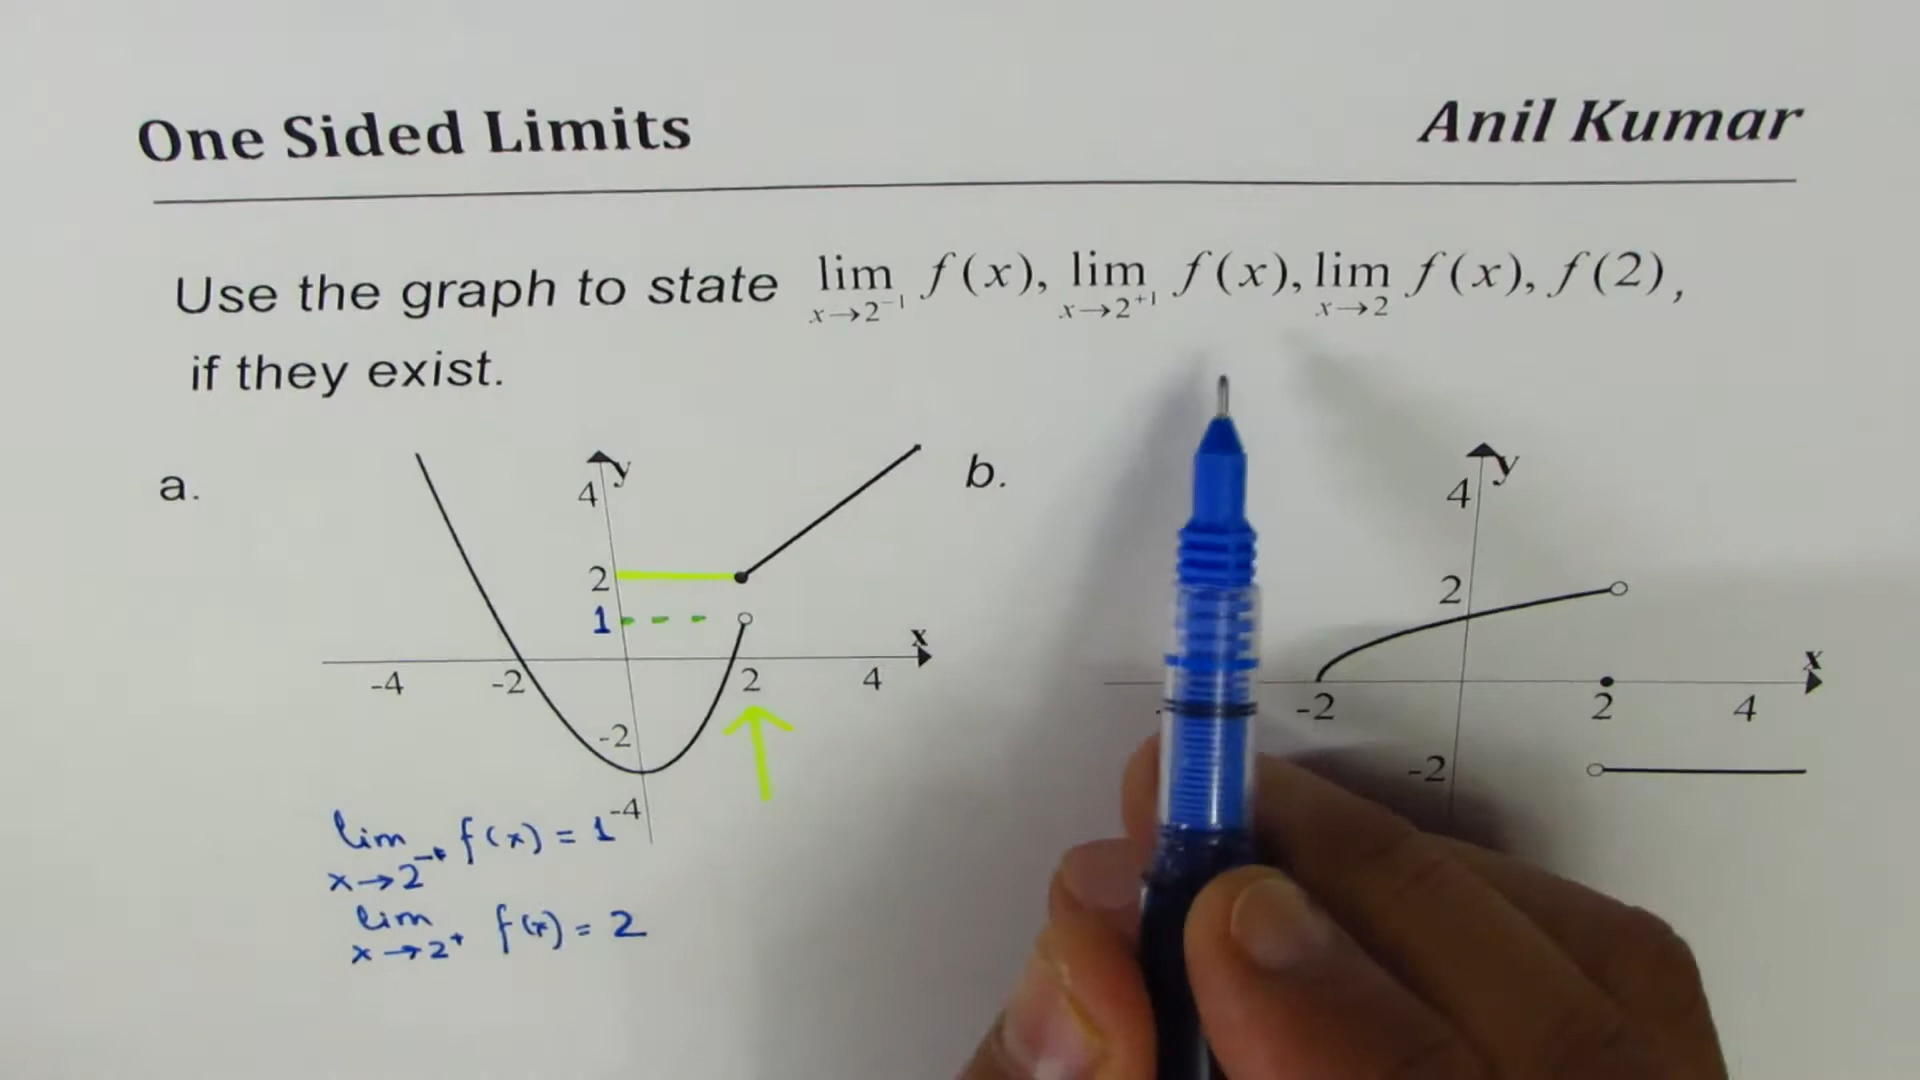 One Sided Limits
Anil Kumar
Use the graph to state lim x→2⁻¹ f(x), lim x→2⁺¹ f(x), lim x→2 f(x), f(2),
if they exist.
a.
y
4
2
1
x
-4 -2 2 4
-2
-4
lim x→2⁻ f(x) = 1
lim x→2⁺ f(x) = 2
b.
y
4
2
x
-2 2 4
-2